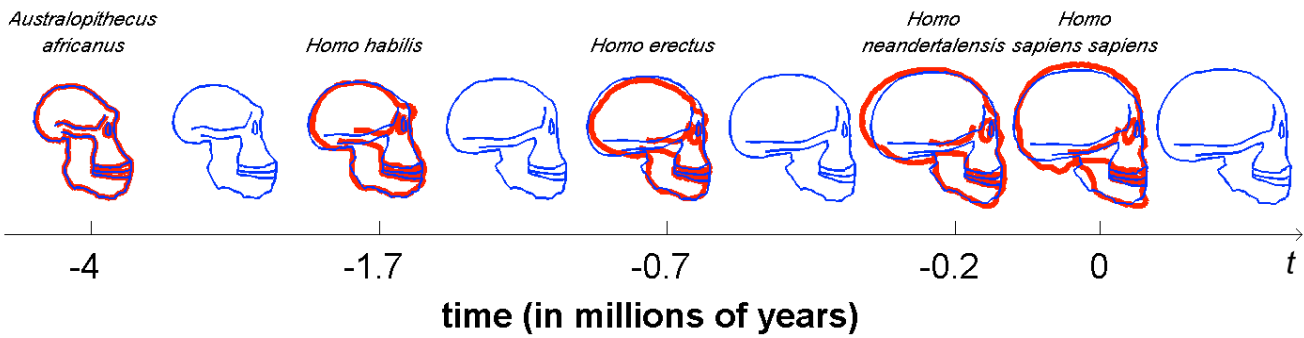 Australopithecus
africanus
Homo habilis
Homo erectus
Homo
neandertalensis
Homo
sapiens sapiens
-4
-1.7
-0.7
-0.2
0
t
time (in millions of years)